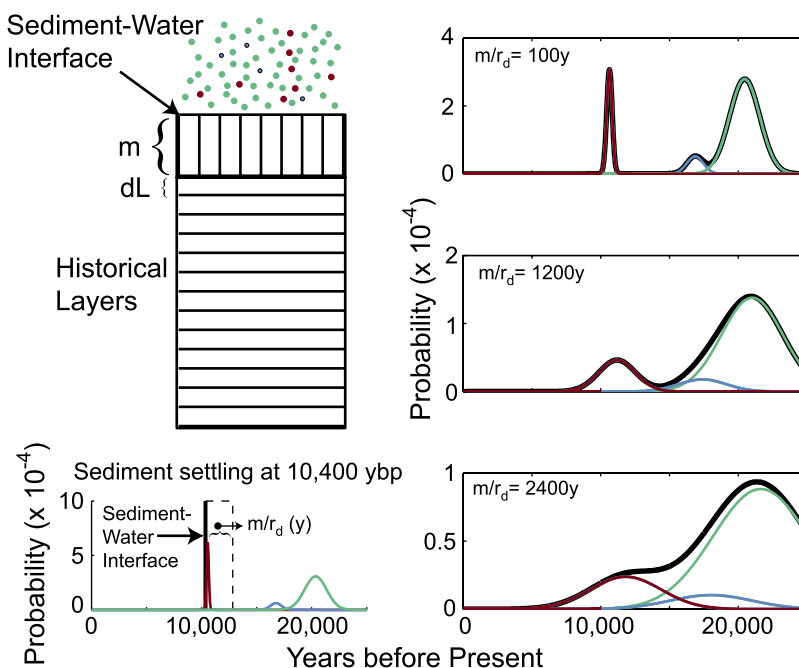 Sediment-Water
Interface
m
dL
Historical
Layers
Sediment settling at 10,400 ybp
Probability (x 10⁻⁴)
10
5
0
Sediment-
Water
Interface
m/r_d (y)
0
10,000
20,000
Probability (x 10⁻⁴)
m/r_d= 100y
4
2
0
m/r_d= 1200y
2
1
0
m/r_d= 2400y
1
0.5
0
0
10,000
20,000
Years before Present